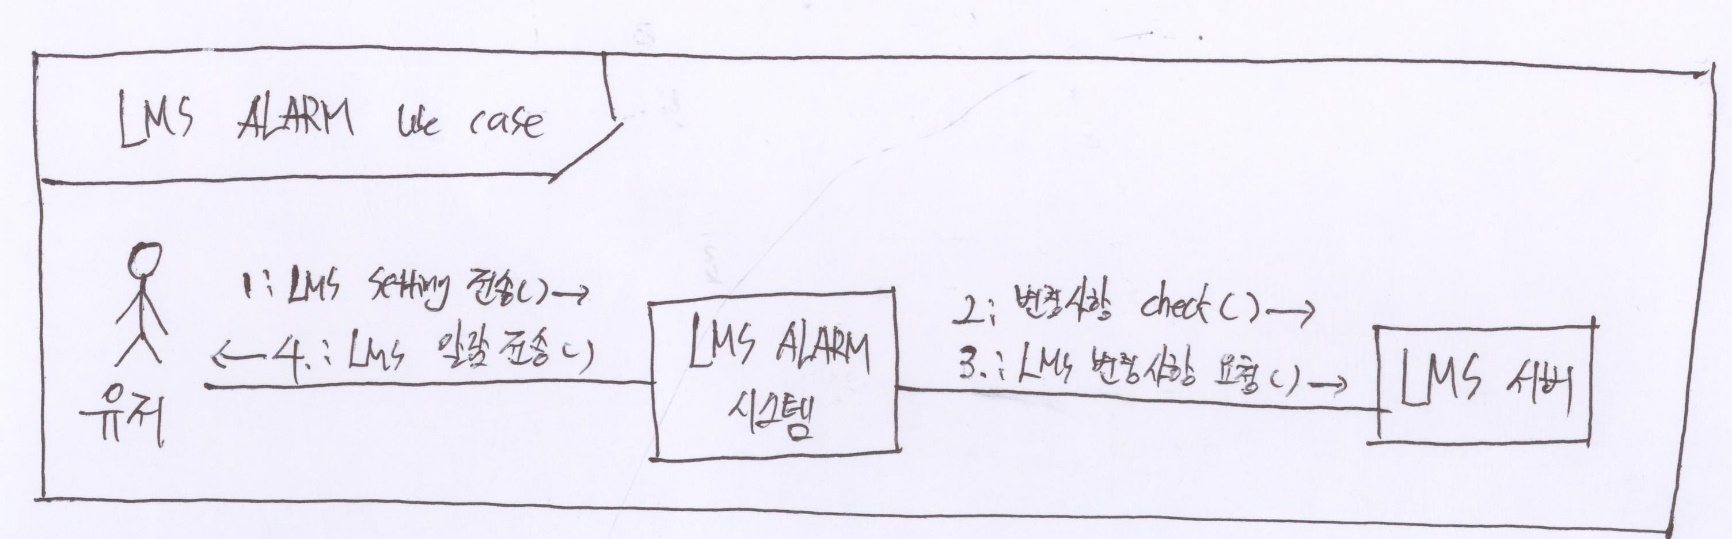 LMS ALARM use case
1: LMS setting 전송()→
←4.: LMS 알람 전송()
유저
LMS ALARM
시스템
2: 변경사항 check()→
3.: LMS 변경사항 요청()→
LMS 서버